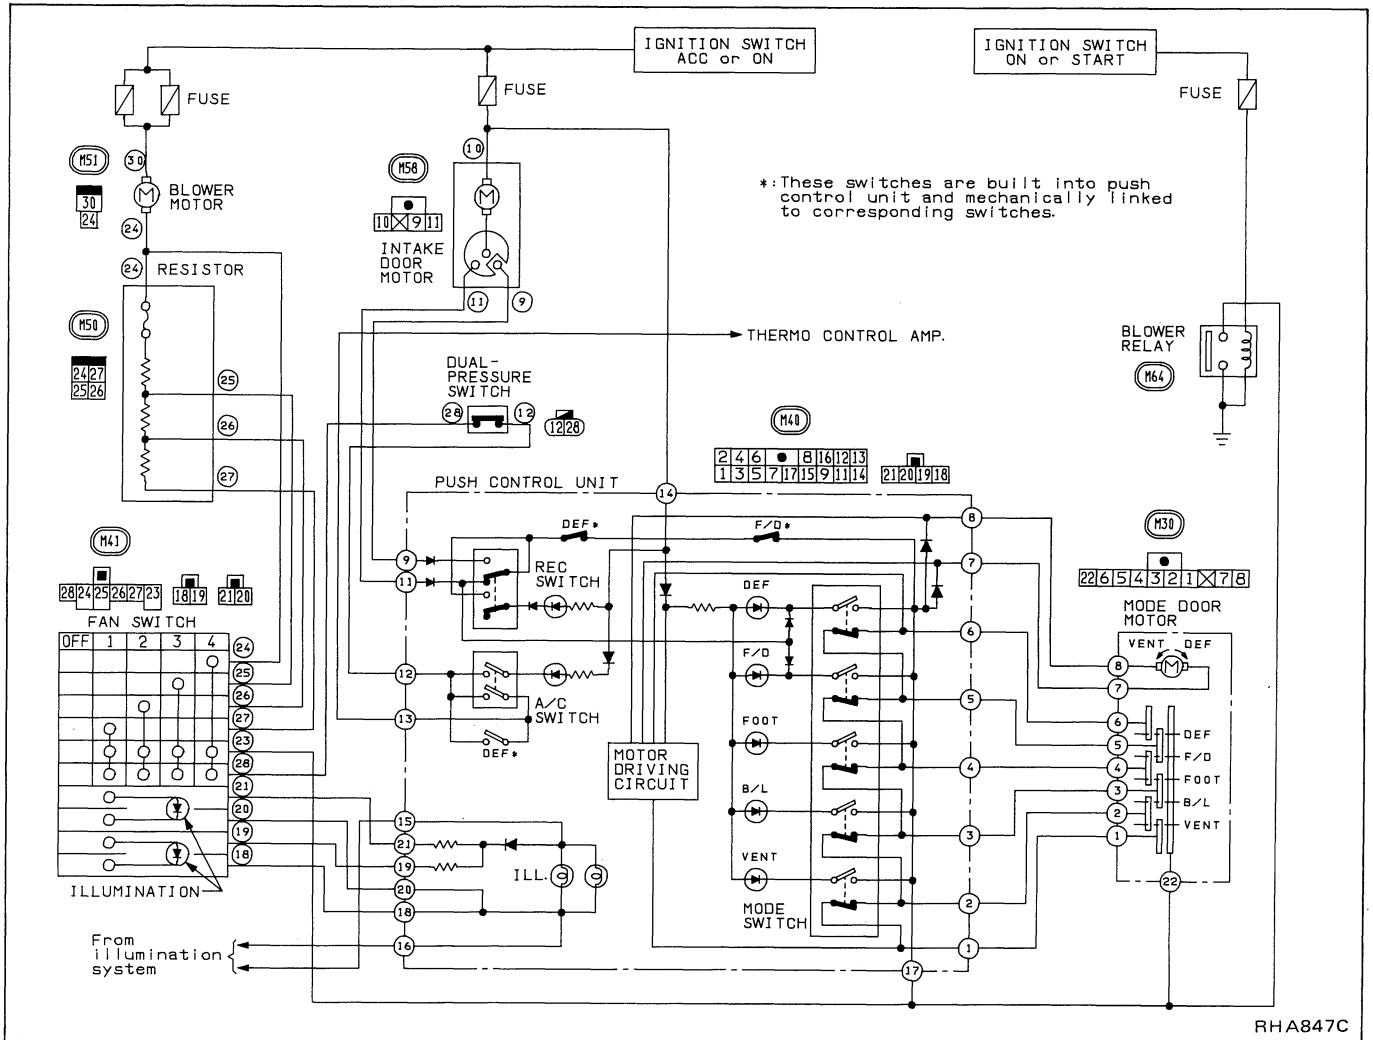 IGNITION SWITCH
ACC or ON
IGNITION SWITCH
ON or START
FUSE
FUSE
FUSE
M51
30
30
24
BLOWER
MOTOR
30
24
24
RESISTOR
M50
24 27
25 26
25
26
27
M58
10 9 11
INTAKE
DOOR
MOTOR
10
11
9
*: These switches are built into push
control unit and mechanically linked
to corresponding switches.
THERMO CONTROL AMP.
DUAL-
PRESSURE
SWITCH
28
12
12 28
BLOWER
RELAY
M64
M40
2 4 6 8 16 12 13
1 3 5 7 17 15 9 11 14
21 20 19 18
PUSH CONTROL UNIT
14
M41
28 24 25 26 27 23
18 19
21 20
FAN SWITCH
OFF 1 2 3 4
24
25
26
27
23
28
21
20
19
18
ILLUMINATION
From
illumination
system
9
11
12
13
15
21
19
20
18
16
DEF*
F/D*
REC
SWITCH
A/C
SWITCH
DEF*
ILL.
MOTOR
DRIVING
CIRCUIT
DEF
F/D
FOOT
B/L
VENT
MODE
SWITCH
8
7
6
5
4
3
2
1
17
M30
22 6 5 4 3 2 1 7 8
MODE DOOR
MOTOR
VENT DEF
M
8
7
6
5
4
3
2
1
DEF
F/D
FOOT
B/L
VENT
22
RHA847C